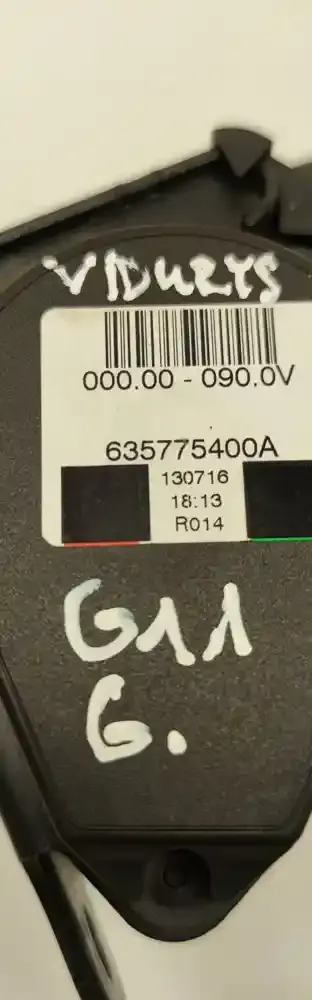 VIDURYS
000.00 - 090.0V
635775400A
130716
18:13
R014
G11
G.